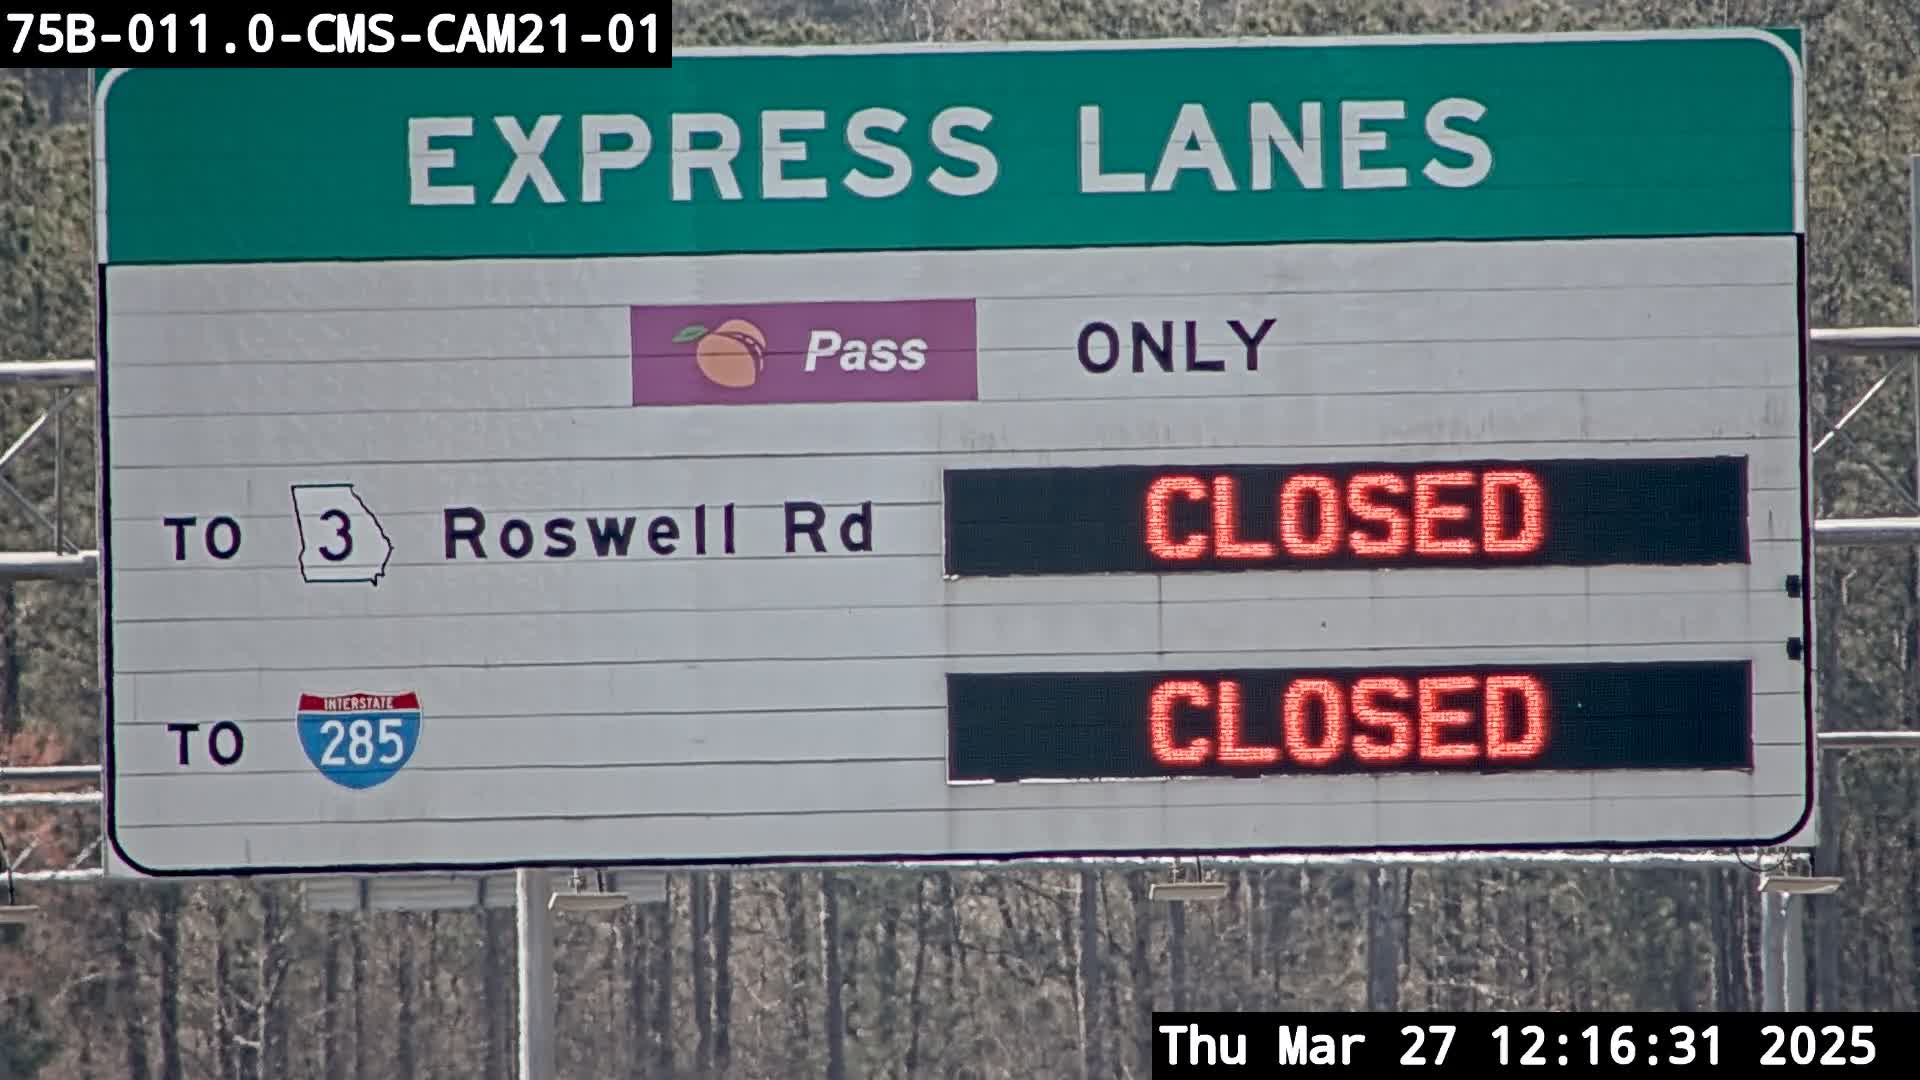 75B-011.0-CMS-CAM21-01
EXPRESS LANES
Pass ONLY
TO 3 Roswell Rd CLOSED
TO INTERSTATE 285 CLOSED
Thu Mar 27 12:16:31 2025